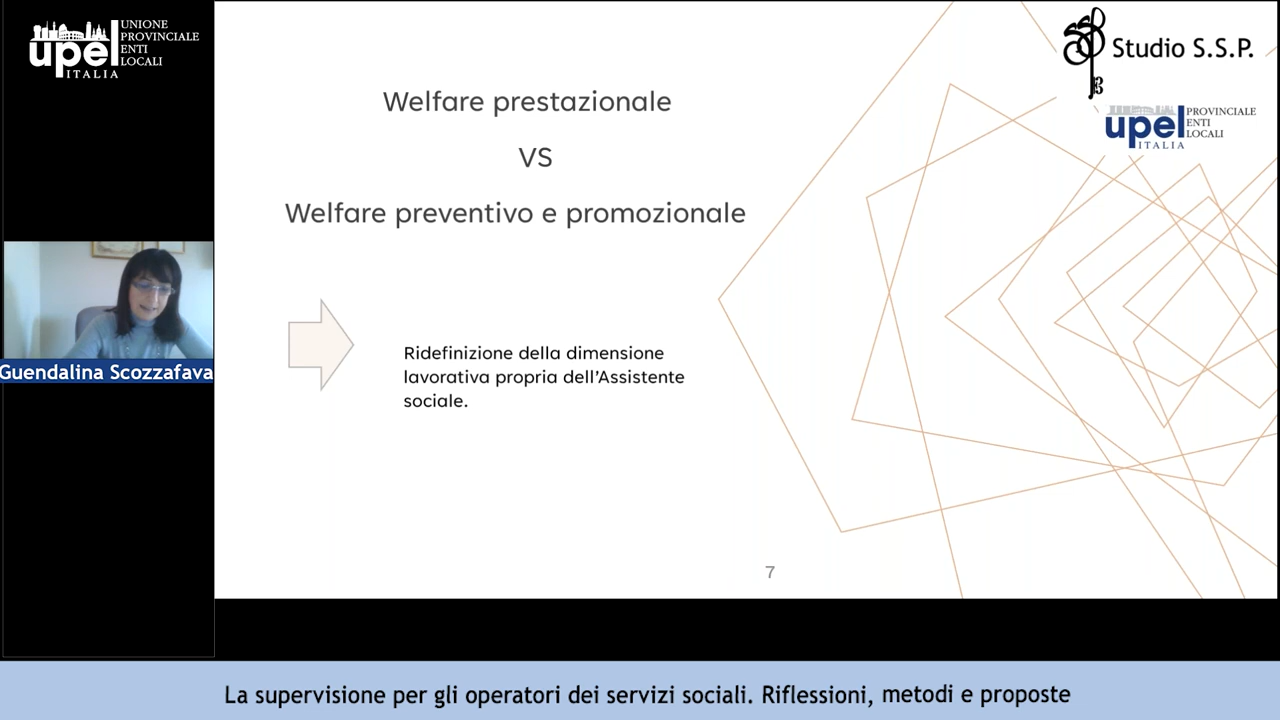 upel
ITALIA
UNIONE
PROVINCIALE
ENTI
LOCALI
Guendalina Scozzafava
Welfare prestazionale
VS
Welfare preventivo e promozionale
Ridefinizione della dimensione
lavorativa propria dell’Assistente
sociale.
7
Studio S.S.P.
upel
ITALIA
PROVINCIALE
ENTI
LOCALI
La supervisione per gli operatori dei servizi sociali. Riflessioni, metodi e proposte